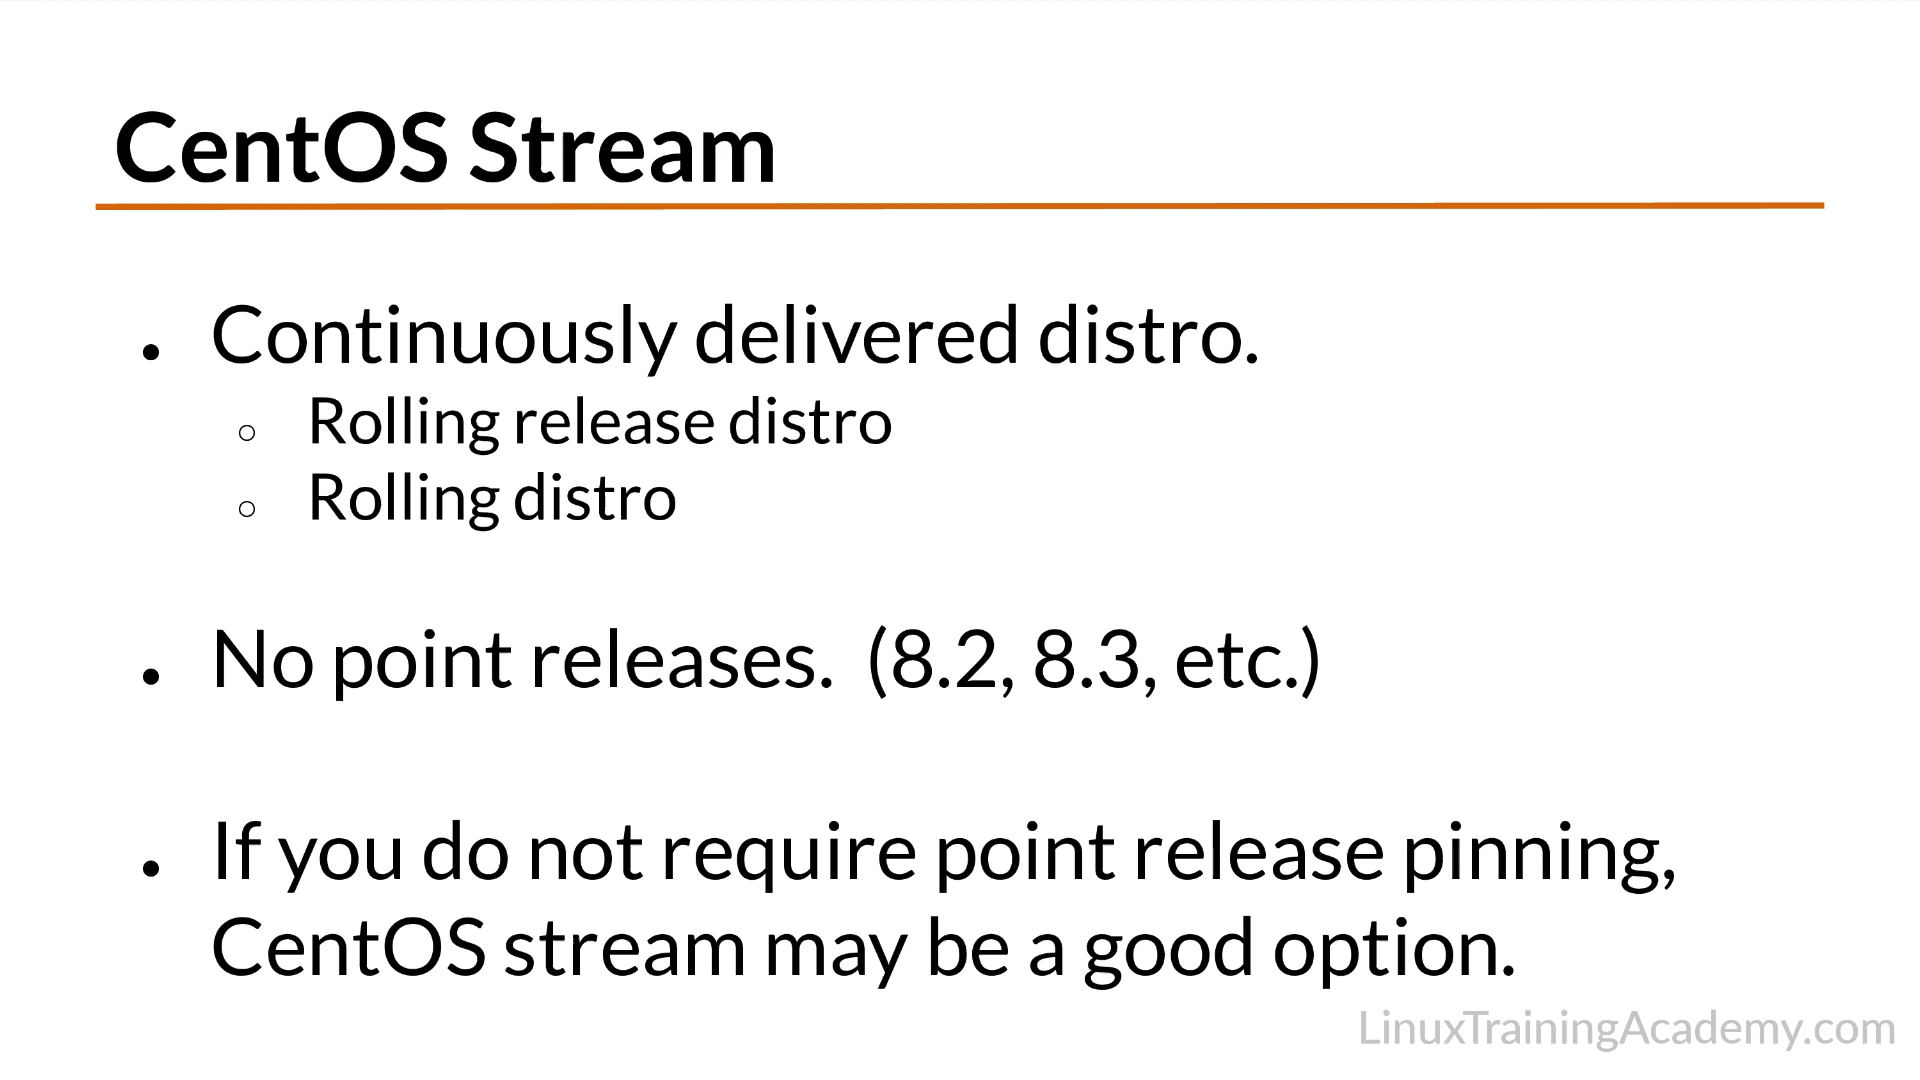 CentOS Stream
● Continuously delivered distro.
○ Rolling release distro
○ Rolling distro
● No point releases.  (8.2, 8.3, etc.)
● If you do not require point release pinning,
CentOS stream may be a good option.
LinuxTrainingAcademy.com